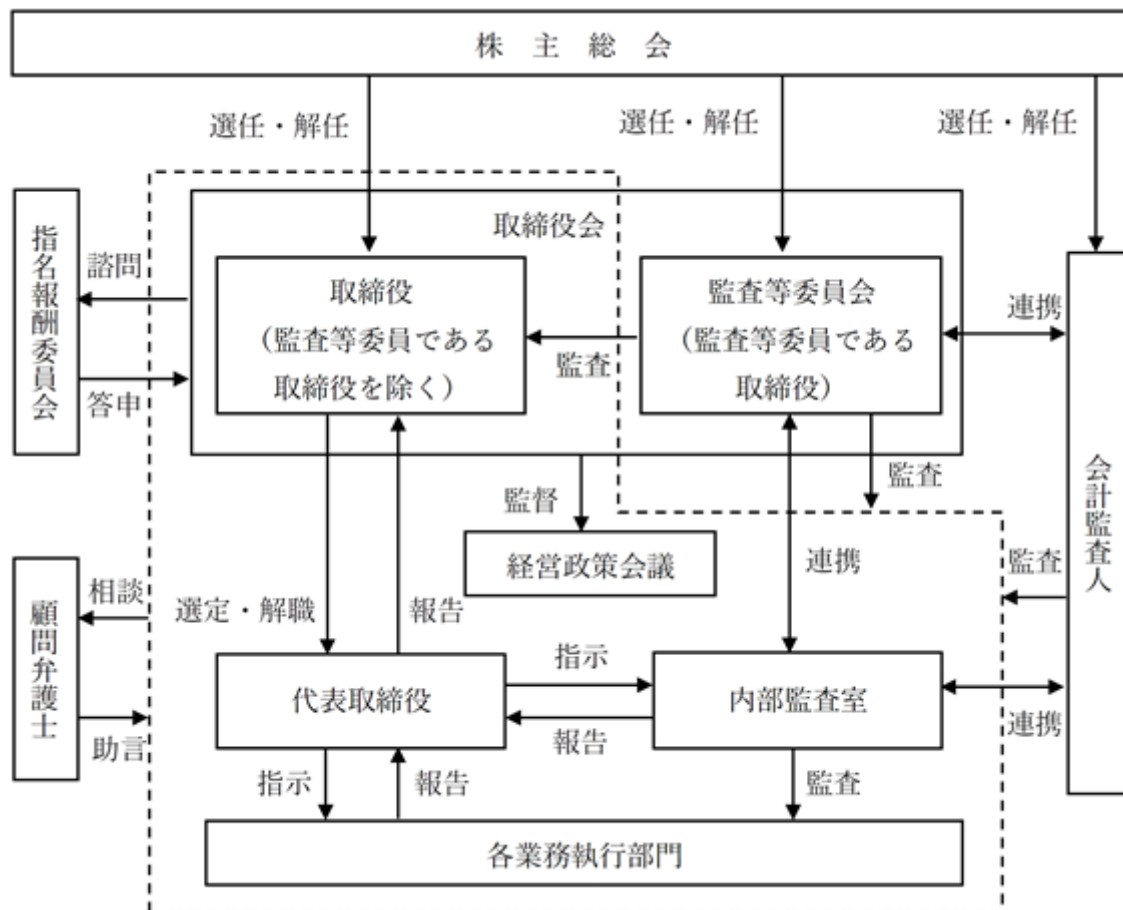 株主総会
選任・解任
選任・解任
選任・解任
取締役会
指名報酬委員会
諮問
答申
取締役
（監査等委員である
取締役を除く）
監査
監査等委員会
（監査等委員である
取締役）
連携
会計監査人
監査
監督
経営政策会議
連携
監査
顧問弁護士
相談
助言
選定・解職
報告
代表取締役
指示
報告
内部監査室
連携
指示
報告
監査
各業務執行部門